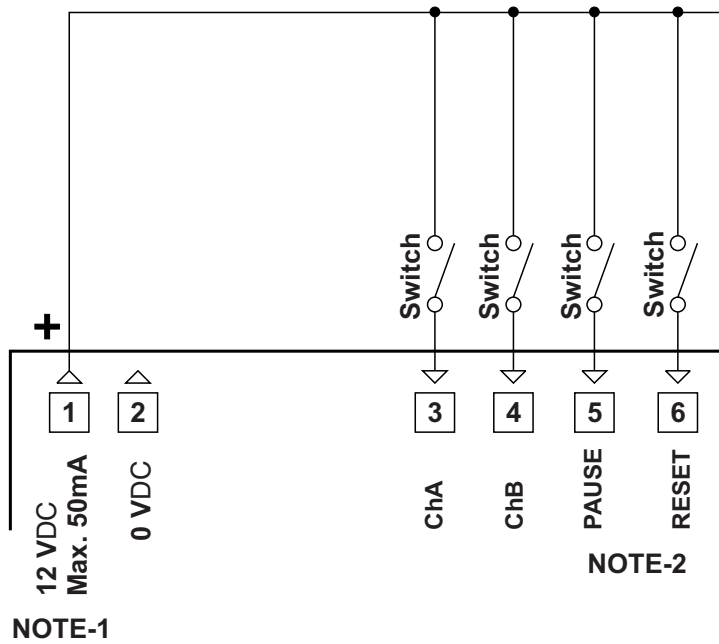 Switch
Switch
Switch
Switch
+
1
2
3
4
5
6
12 VDC
Max. 50mA
0 VDC
ChA
ChB
PAUSE
RESET
NOTE-2
NOTE-1